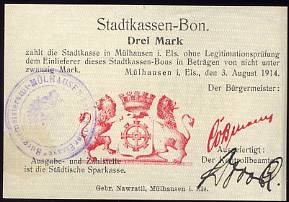 Stadtkassen-Bon.
Drei Mark
zahlt die Stadtkasse in Mülhausen i. Els. ohne Legitimationsprüfung
dem Einlieferer dieses Stadtkassen-Bons in Beträgen von nicht unter
zwanzig Mark.
Mülhausen i. Els., den 3. August 1914.
Der Bürgermeister:
MÜLHAUSEN
Ausgefertigt:
Der Kontrollbeamte
Ausgabe- und Zahlstelle
ist die Städtische Sparkasse.
Gebr. Nawratil, Mülhausen i. Els.